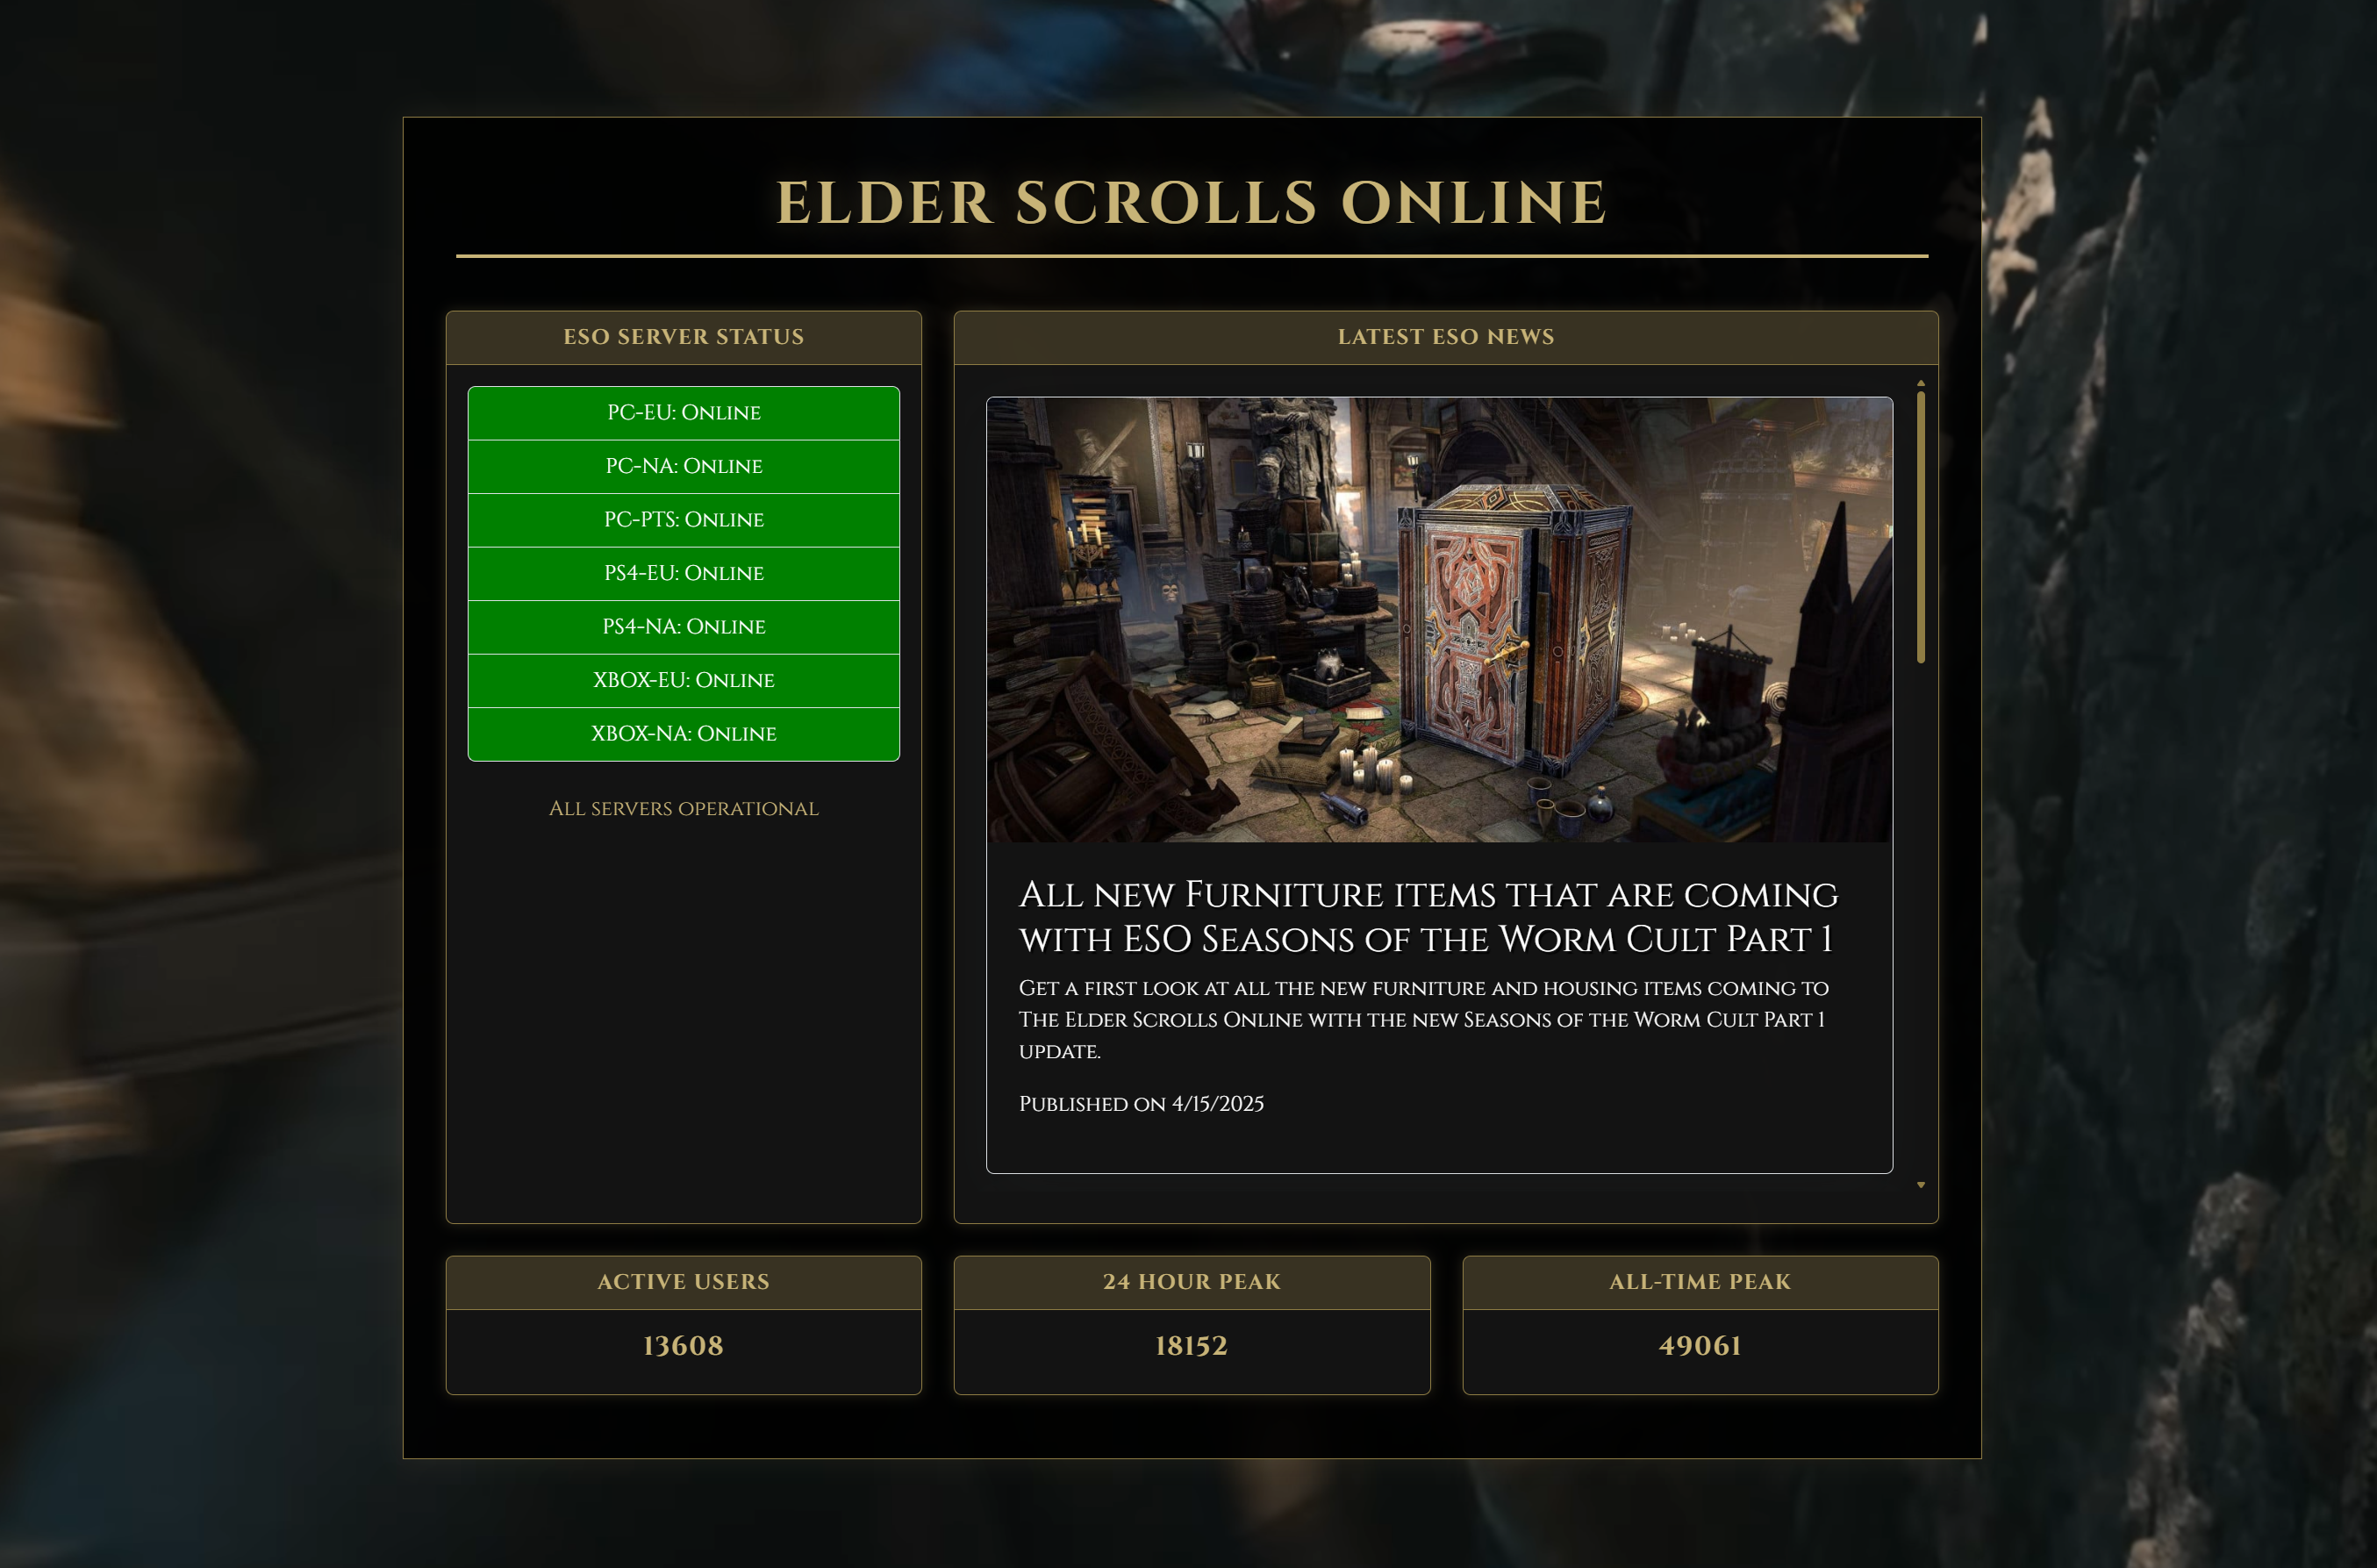 ELDER SCROLLS ONLINE
ESO SERVER STATUS
PC-EU: Online
PC-NA: Online
PC-PTS: Online
PS4-EU: Online
PS4-NA: Online
XBOX-EU: Online
XBOX-NA: Online
All servers operational
LATEST ESO NEWS
All new Furniture items that are coming
with ESO Seasons of the Worm Cult Part 1
Get a first look at all the new furniture and housing items coming to
The Elder Scrolls Online with the new Seasons of the Worm Cult Part 1
update.
Published on 4/15/2025
ACTIVE USERS
13608
24 HOUR PEAK
18152
ALL-TIME PEAK
49061